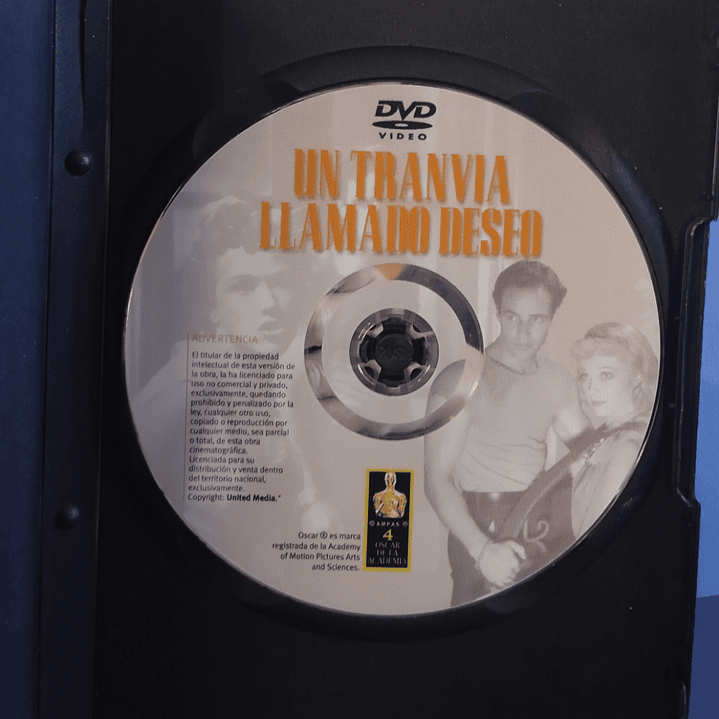 DVD
VIDEO
UN TRANVIA
LLAMADO DESEO
ADVERTENCIA
El titular de la propiedad
intelectual de esta versión de
la obra, la ha licenciado para
uso no comercial y privado,
exclusivamente, quedando
prohibido y penalizado por la
ley, cualquier otro uso,
copiado o reproducción por
cualquier medio, sea parcial
o total, de esta obra
cinematográfica.
Licenciada para su
distribución y venta dentro
del territorio nacional,
exclusivamente.
Copyright: United Media.
PUSH
AMPAS
4
OSCAR
DE LA
ACADEMIA
Oscar ® es marca
registrada de la Academy
of Motion Pictures Arts
and Sciences.